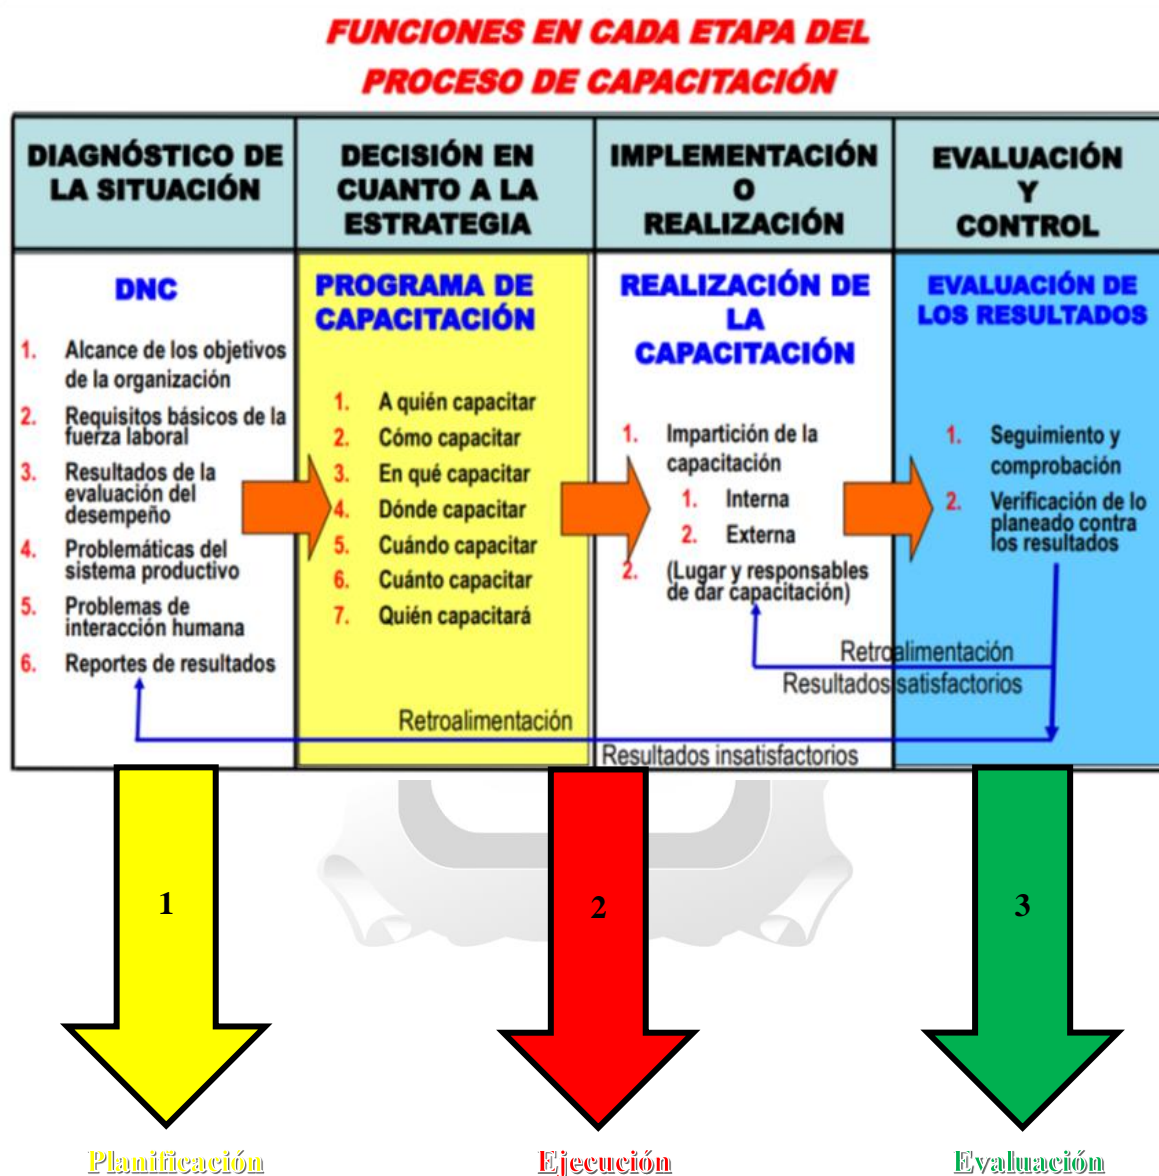 FUNCIONES EN CADA ETAPA DEL
PROCESO DE CAPACITACIÓN
DIAGNÓSTICO DE
LA SITUACIÓN
DECISIÓN EN
CUANTO A LA
ESTRATEGIA
IMPLEMENTACIÓN
O
REALIZACIÓN
EVALUACIÓN
Y
CONTROL
DNC
1. Alcance de los objetivos
de la organización
2. Requisitos básicos de la
fuerza laboral
3. Resultados de la
evaluación del
desempeño
4. Problemáticas del
sistema productivo
5. Problemas de
interacción humana
6. Reportes de resultados
PROGRAMA DE
CAPACITACIÓN
1. A quién capacitar
2. Cómo capacitar
3. En qué capacitar
4. Dónde capacitar
5. Cuándo capacitar
6. Cuánto capacitar
7. Quién capacitará
REALIZACIÓN DE
LA
CAPACITACIÓN
1. Impartición de la
capacitación
1. Interna
2. Externa
2. (Lugar y responsables
de dar capacitación)
EVALUACIÓN DE
LOS RESULTADOS
1. Seguimiento y
comprobación
2. Verificación de lo
planeado contra
los resultados
Retroalimentación
Resultados satisfactorios
Retroalimentación
Resultados insatisfactorios
1
2
3
Planificación
Ejecución
Evaluación